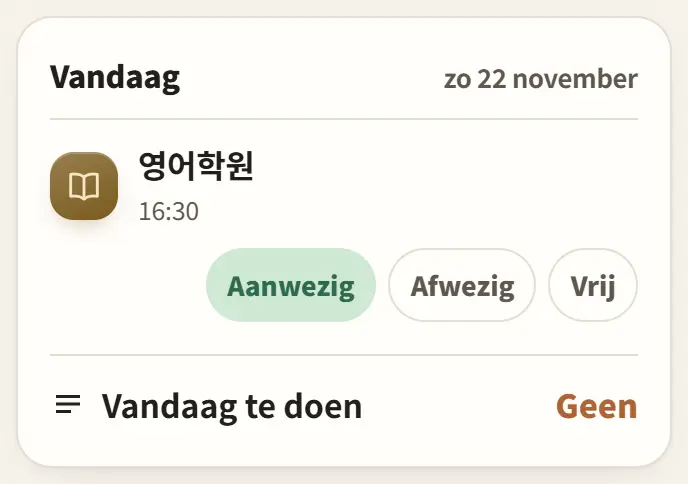 Vandaag
zo 22 november
영어학원
16:30
Aanwezig
Afwezig
Vrij
Vandaag te doen
Geen